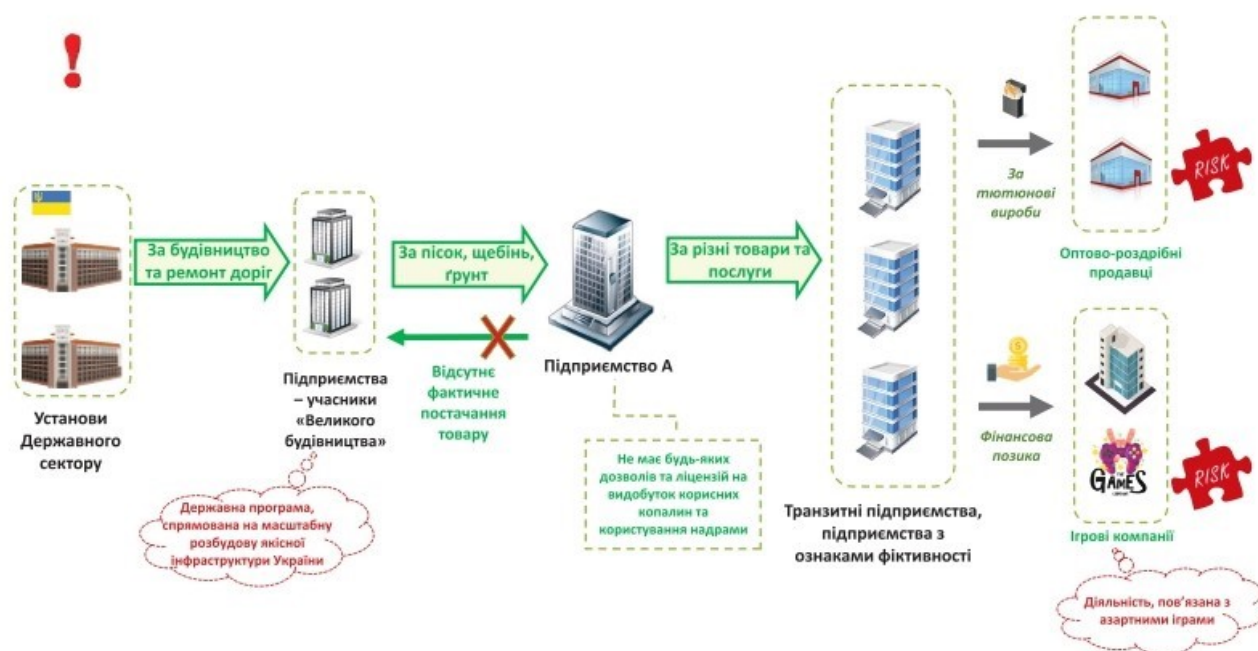 За будівництво
та ремонт доріг
За пісок, щебінь,
ґрунт
За різні товари та
послуги
За
тютюнові
вироби
RISK
Оптово-роздрібні
продавці
Установи
Державного
сектору
Підприємства
– учасники
«Великого
будівництва»
Відсутнє
фактичне
постачання
товару
Підприємство А
Не має будь-яких
дозволів та ліцензій на
видобуток корисних
копалин та
користування надрами
Державна програма,
спрямована на масштабну
розбудову якісної
інфраструктури України
Транзитні підприємства,
підприємства з
ознаками фіктивності
Фінансова
позика
GAMES
RISK
Ігрові компанії
Діяльність, пов’язана з
азартними іграми